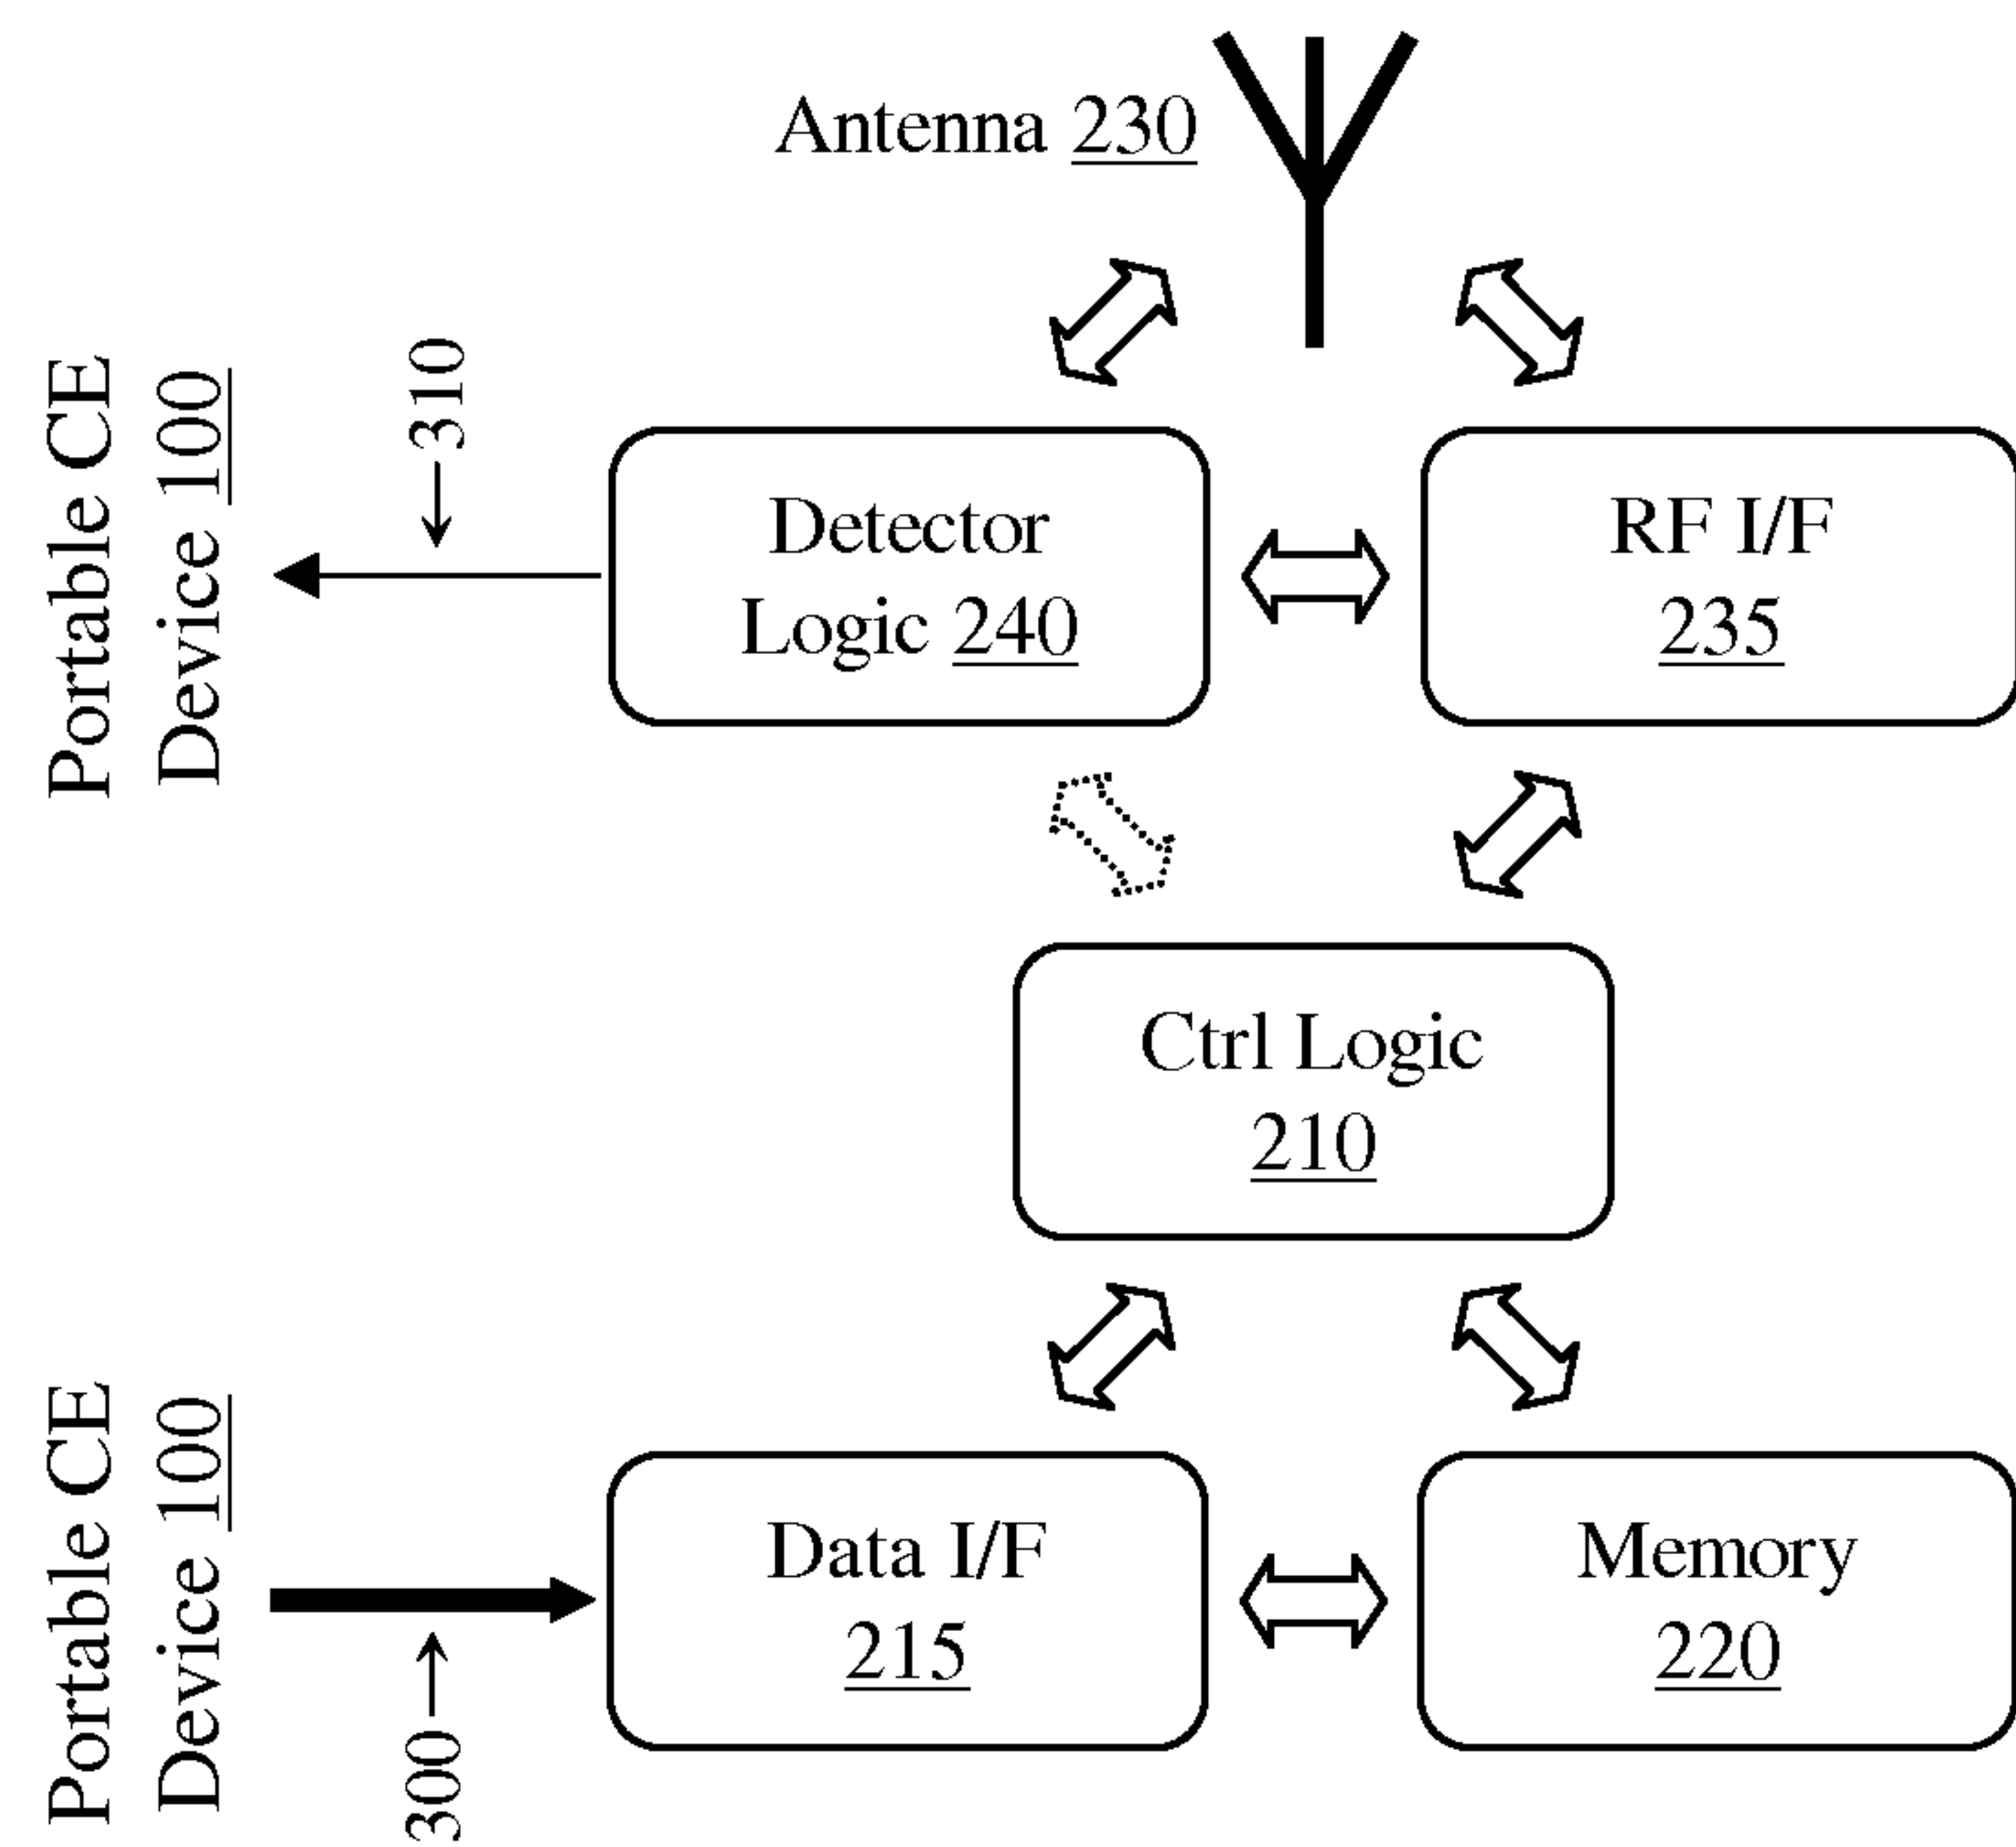 Antenna 230
Portable CE
Device 100
310
Detector
Logic 240
RF I/F
235
Ctrl Logic
210
Portable CE
Device 100
300
Data I/F
215
Memory
220